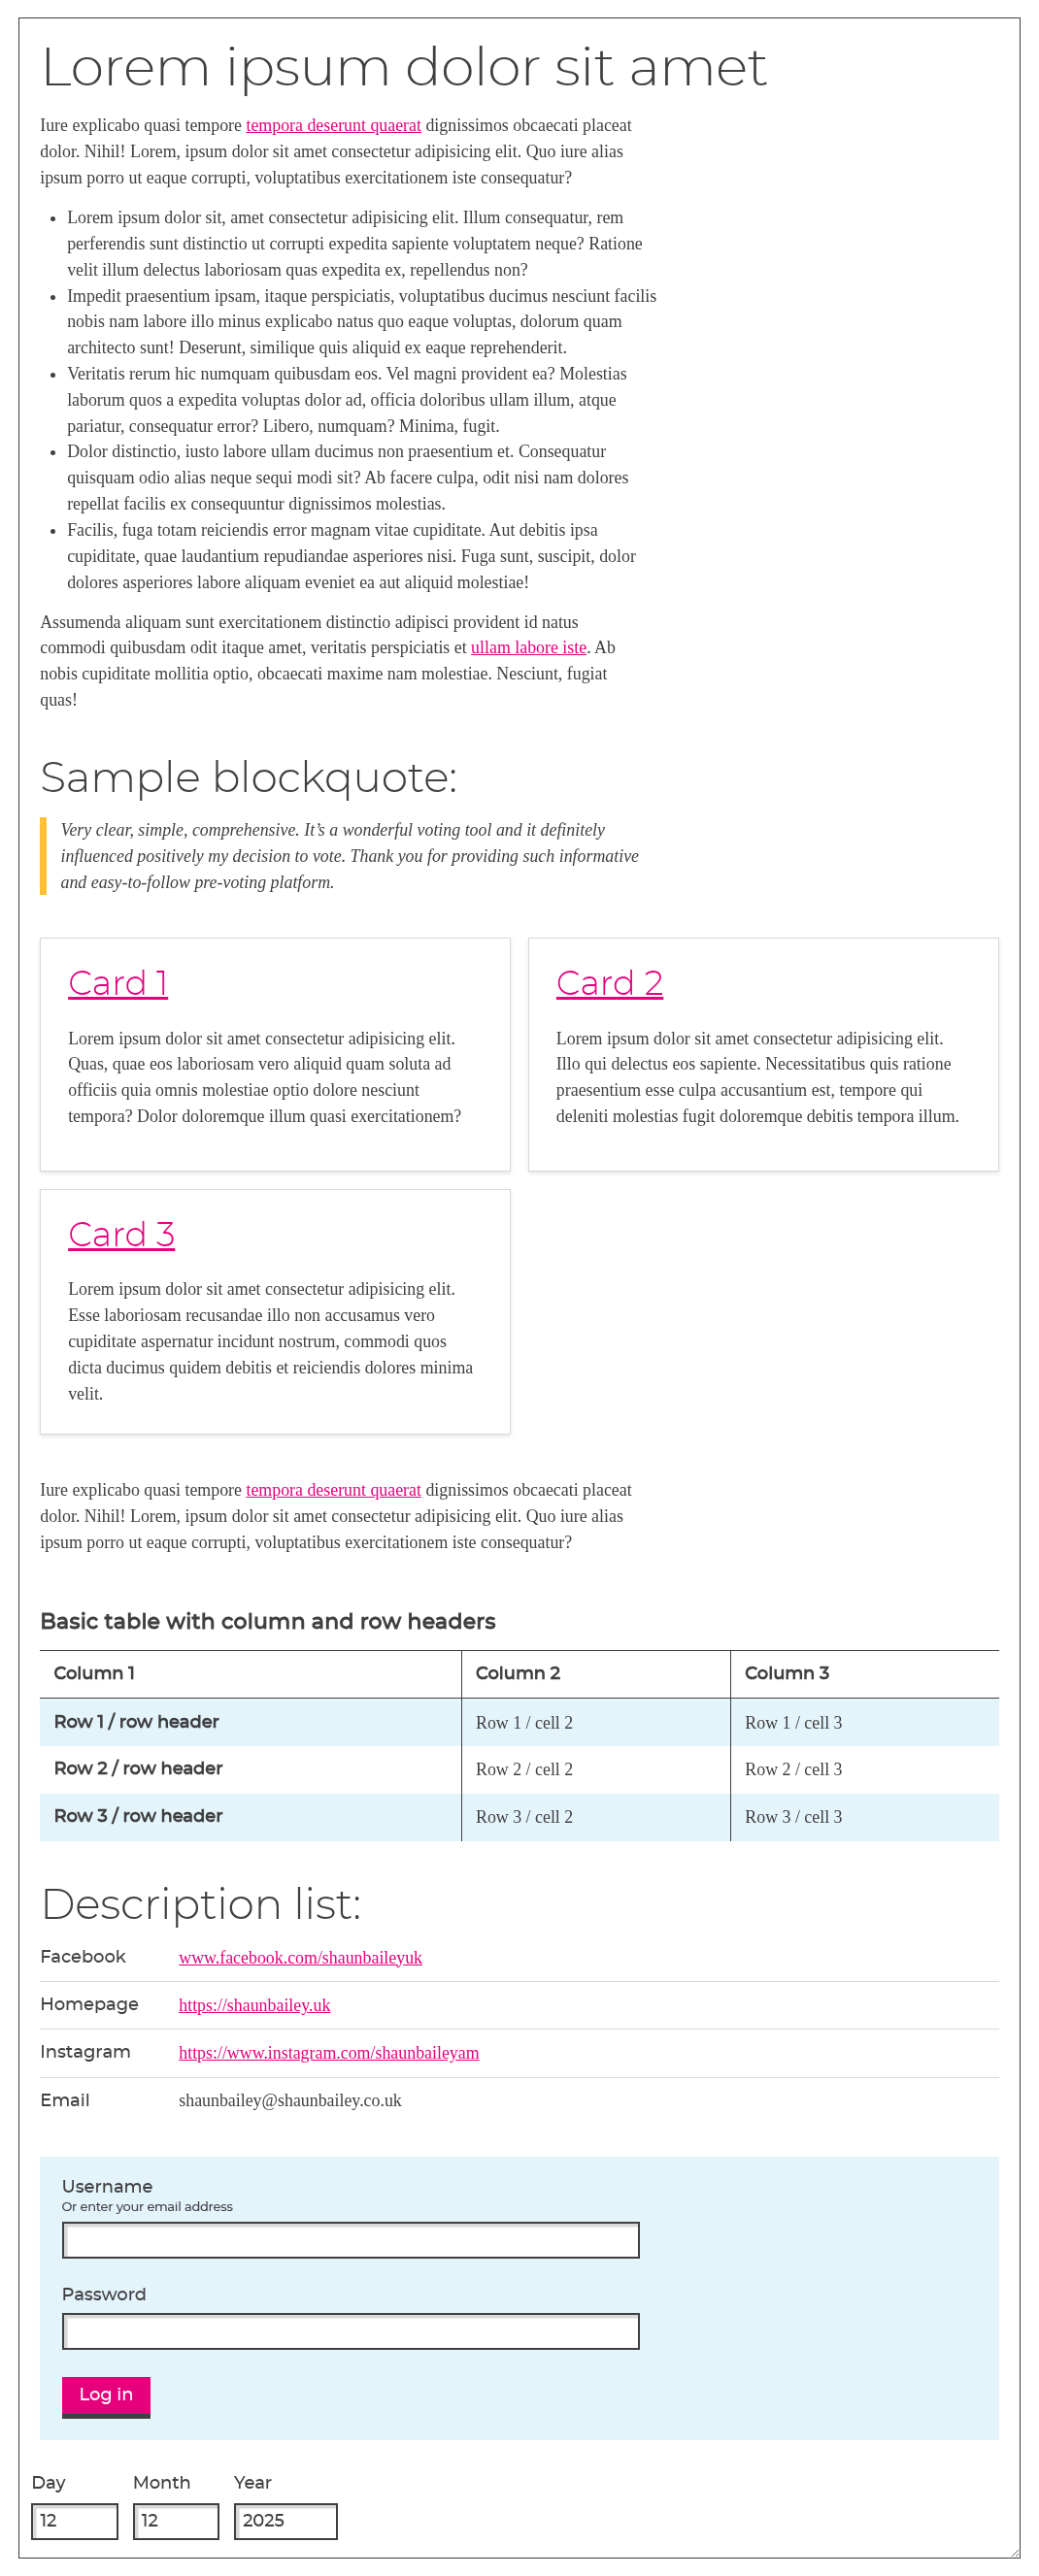 Lorem ipsum dolor sit amet
Iure explicabo quasi tempore tempora deserunt quaerat dignissimos obcaecati placeat
dolor. Nihil! Lorem, ipsum dolor sit amet consectetur adipisicing elit. Quo iure alias
ipsum porro ut eaque corrupti, voluptatibus exercitationem iste consequatur?
• Lorem ipsum dolor sit, amet consectetur adipisicing elit. Illum consequatur, rem
perferendis sunt distinctio ut corrupti expedita sapiente voluptatem neque? Ratione
velit illum delectus laboriosam quas expedita ex, repellendus non?
• Impedit praesentium ipsam, itaque perspiciatis, voluptatibus ducimus nesciunt facilis
nobis nam labore illo minus explicabo natus quo eaque voluptas, dolorum quam
architecto sunt! Deserunt, similique quis aliquid ex eaque reprehenderit.
• Veritatis rerum hic numquam quibusdam eos. Vel magni provident ea? Molestias
laborum quos a expedita voluptas dolor ad, officia doloribus ullam illum, atque
pariatur, consequatur error? Libero, numquam? Minima, fugit.
• Dolor distinctio, iusto labore ullam ducimus non praesentium et. Consequatur
quisquam odio alias neque sequi modi sit? Ab facere culpa, odit nisi nam dolores
repellat facilis ex consequuntur dignissimos molestias.
• Facilis, fuga totam reiciendis error magnam vitae cupiditate. Aut debitis ipsa
cupiditate, quae laudantium repudiandae asperiores nisi. Fuga sunt, suscipit, dolor
dolores asperiores labore aliquam eveniet ea aut aliquid molestiae!
Assumenda aliquam sunt exercitationem distinctio adipisci provident id natus
commodi quibusdam odit itaque amet, veritatis perspiciatis et ullam labore iste. Ab
nobis cupiditate mollitia optio, obcaecati maxime nam molestiae. Nesciunt, fugiat
quas!
Sample blockquote:
Very clear, simple, comprehensive. It’s a wonderful voting tool and it definitely
influenced positively my decision to vote. Thank you for providing such informative
and easy-to-follow pre-voting platform.
Card 1
Lorem ipsum dolor sit amet consectetur adipisicing elit.
Quas, quae eos laboriosam vero aliquid quam soluta ad
officiis quia omnis molestiae optio dolore nesciunt
tempora? Dolor doloremque illum quasi exercitationem?
Card 2
Lorem ipsum dolor sit amet consectetur adipisicing elit.
Illo qui delectus eos sapiente. Necessitatibus quis ratione
praesentium esse culpa accusantium est, tempore qui
deleniti molestias fugit doloremque debitis tempora illum.
Card 3
Lorem ipsum dolor sit amet consectetur adipisicing elit.
Esse laboriosam recusandae illo non accusamus vero
cupiditate aspernatur incidunt nostrum, commodi quos
dicta ducimus quidem debitis et reiciendis dolores minima
velit.
Iure explicabo quasi tempore tempora deserunt quaerat dignissimos obcaecati placeat
dolor. Nihil! Lorem, ipsum dolor sit amet consectetur adipisicing elit. Quo iure alias
ipsum porro ut eaque corrupti, voluptatibus exercitationem iste consequatur?
Basic table with column and row headers
Column 1 Column 2 Column 3
Row 1 / row header Row 1 / cell 2 Row 1 / cell 3
Row 2 / row header Row 2 / cell 2 Row 2 / cell 3
Row 3 / row header Row 3 / cell 2 Row 3 / cell 3
Description list:
Facebook www.facebook.com/shaunbaileyuk
Homepage https://shaunbailey.uk
Instagram https://www.instagram.com/shaunbaileyam
Email shaunbailey@shaunbailey.co.uk
Username
Or enter your email address
Password
Log in
Day Month Year
12 12 2025